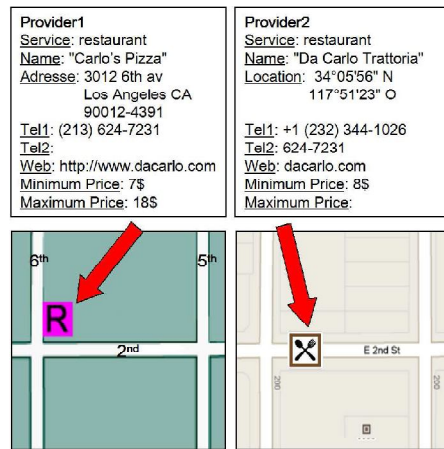 Provider1
Service: restaurant
Name: "Carlo's Pizza"
Adresse: 3012 6th av
Los Angeles CA
90012-4391
Tel1: (213) 624-7231
Tel2:
Web: http://www.dacarlo.com
Minimum Price: 7$
Maximum Price: 18$
Provider2
Service: restaurant
Name: "Da Carlo Trattoria"
Location: 34°05'56" N
117°51'23" O
Tel1: +1 (232) 344-1026
Tel2: 624-7231
Web: dacarlo.com
Minimum Price: 8$
Maximum Price:
6th
5th
R
2nd
E 2nd St
200
200